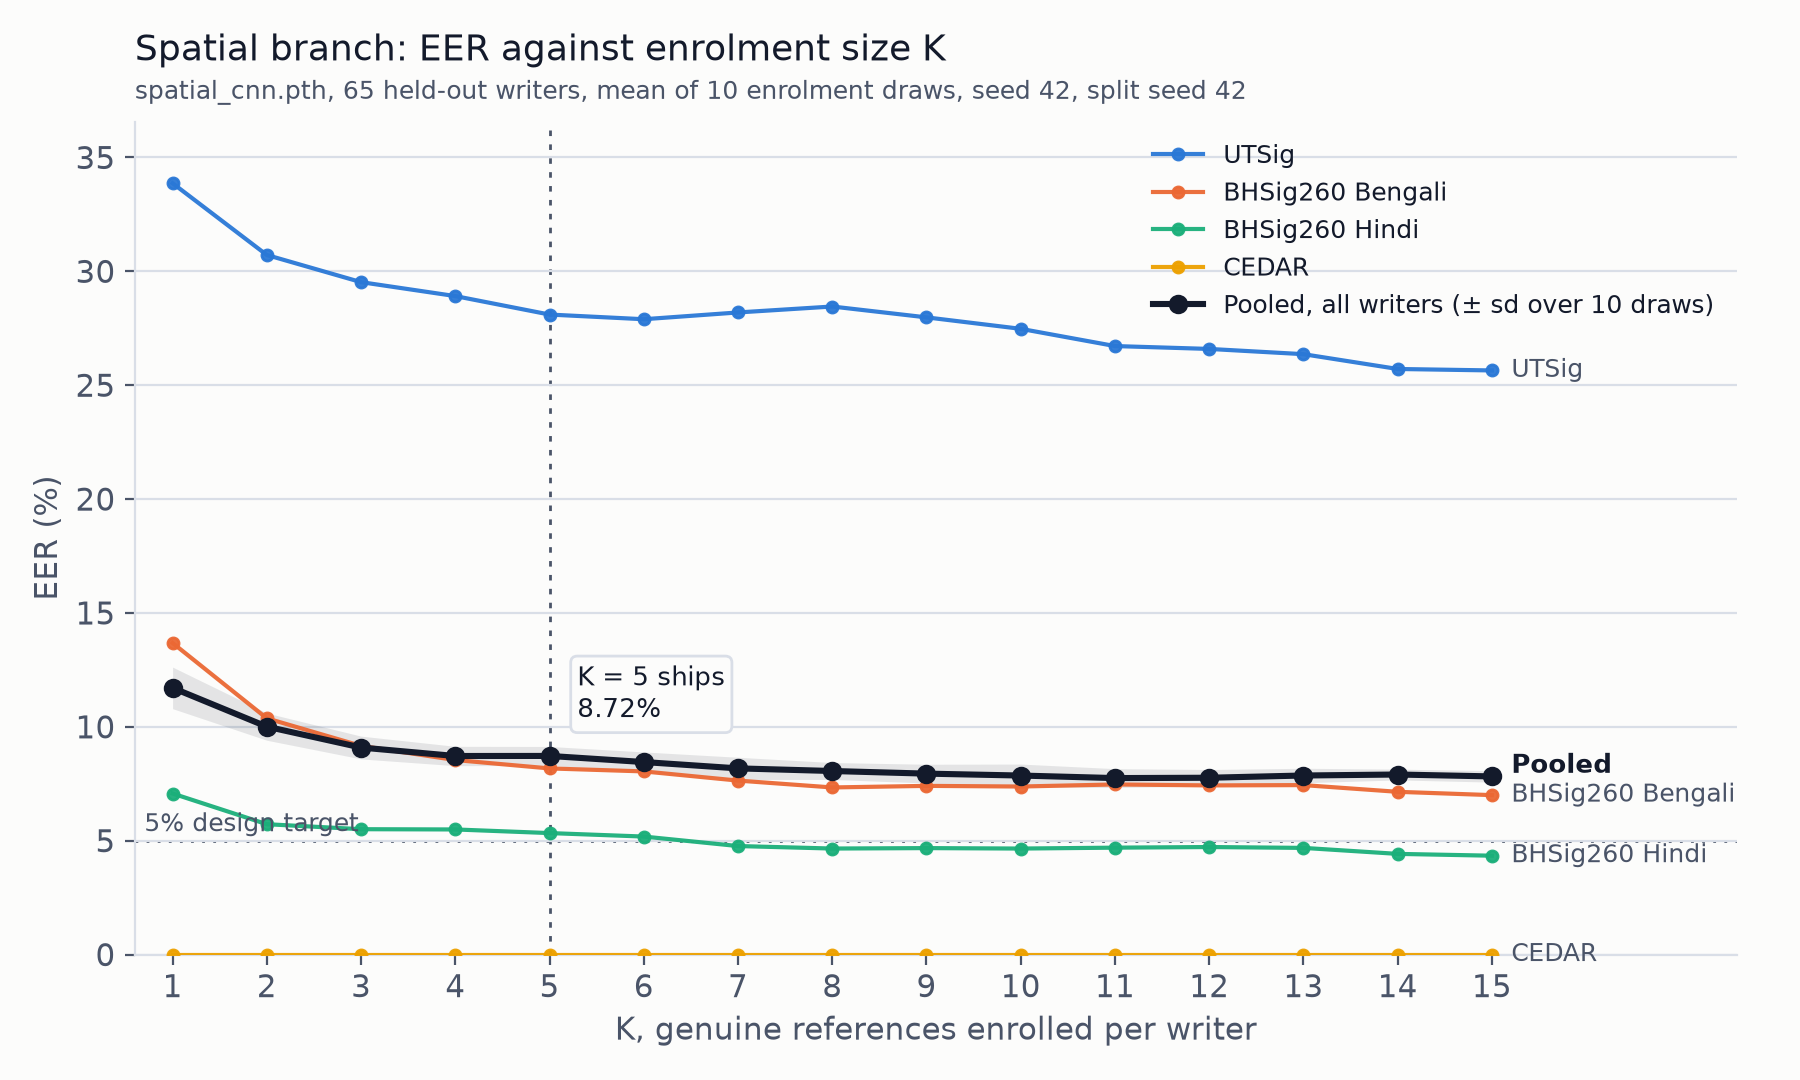 Spatial branch: EER against enrolment size K
spatial_cnn.pth, 65 held-out writers, mean of 10 enrolment draws, seed 42, split seed 42
UTSig
BHSig260 Bengali
BHSig260 Hindi
CEDAR
Pooled, all writers (± sd over 10 draws)
EER (%)
35
30
25
20
15
10
5
0
UTSig
K = 5 ships
8.72%
Pooled
BHSig260 Bengali
5% design target
BHSig260 Hindi
CEDAR
1 2 3 4 5 6 7 8 9 10 11 12 13 14 15
K, genuine references enrolled per writer